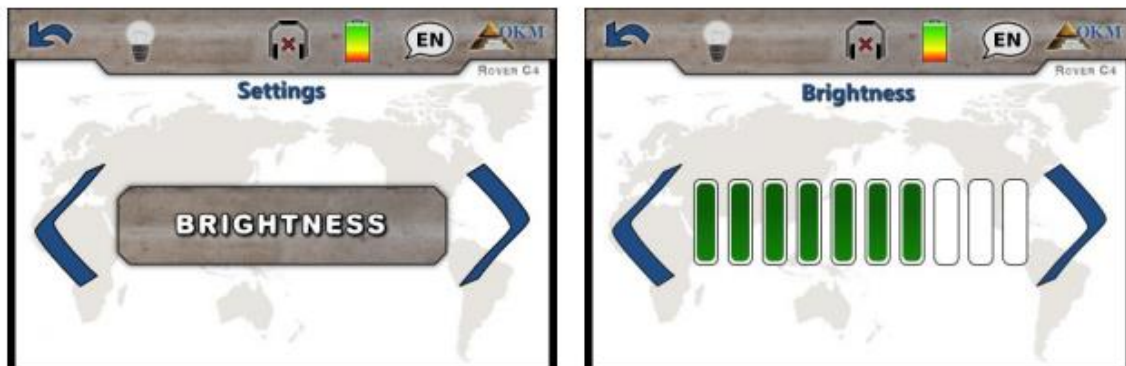 EN
OKM
ROVER C4
Settings
BRIGHTNESS
EN
OKM
ROVER C4
Brightness